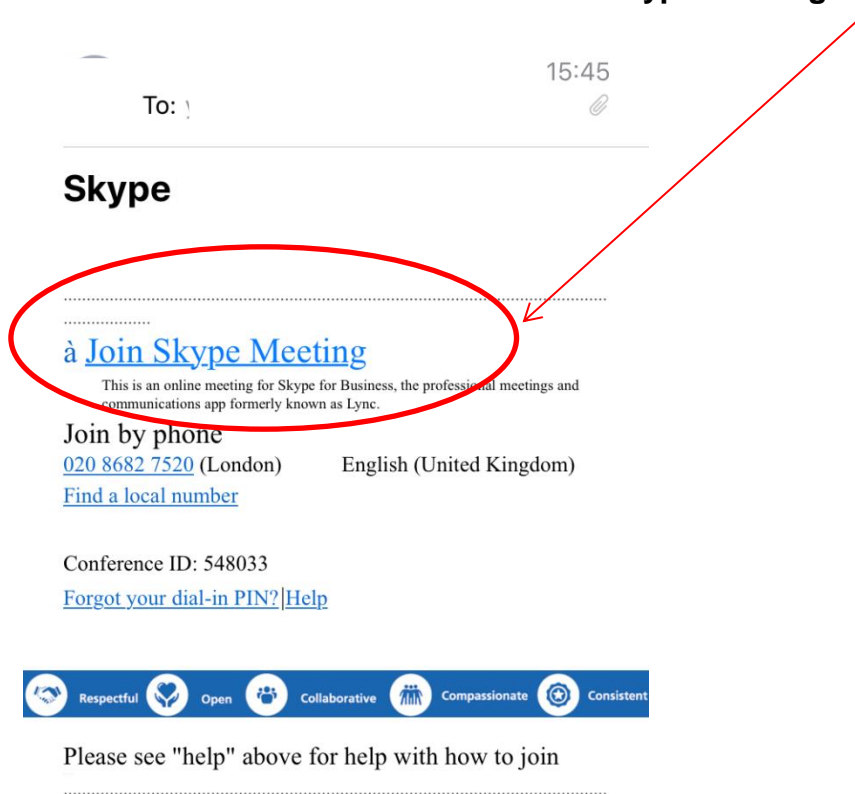 15:45
To:
Skype
à Join Skype Meeting
This is an online meeting for Skype for Business, the professional meetings and
communications app formerly known as Lync.
Join by phone
020 8682 7520 (London) English (United Kingdom)
Find a local number
Conference ID: 548033
Forgot your dial-in PIN? |Help
Respectful Open Collaborative Compassionate Consistent
Please see "help" above for help with how to join